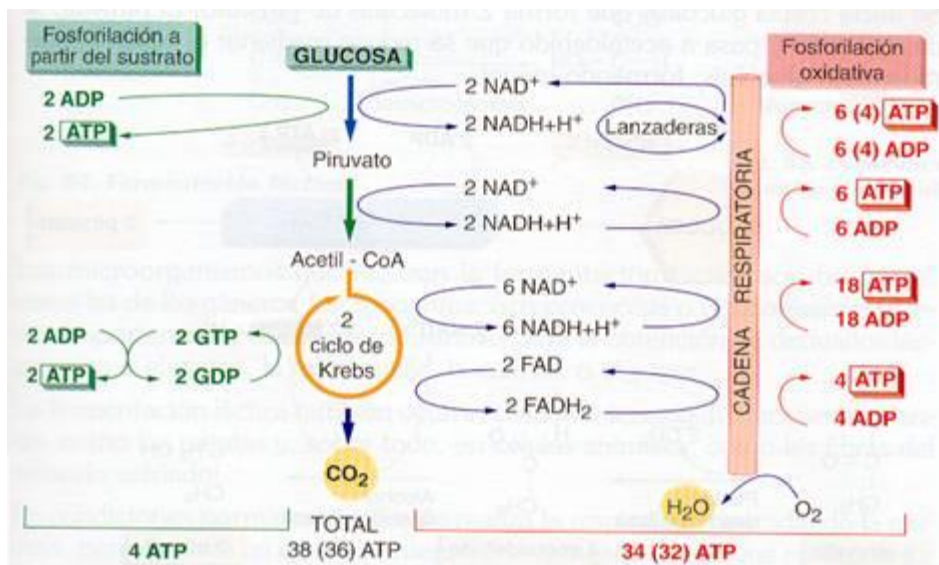 Fosforilación a
partir del sustrato
GLUCOSA
Fosforilación
oxidativa
2 ADP
2 ATP
2 NAD⁺
2 NADH+H⁺
Lanzaderas
6 (4) ATP
6 (4) ADP
Piruvato
2 NAD⁺
2 NADH+H⁺
6 ATP
6 ADP
Acetil - CoA
6 NAD⁺
6 NADH+H⁺
18 ATP
18 ADP
2 ADP
2 ATP
2 GTP
2 GDP
2
ciclo de
Krebs
2 FAD
2 FADH₂
4 ATP
4 ADP
CADENA RESPIRATORIA
CO₂
H₂O
O₂
4 ATP
TOTAL
38 (36) ATP
34 (32) ATP